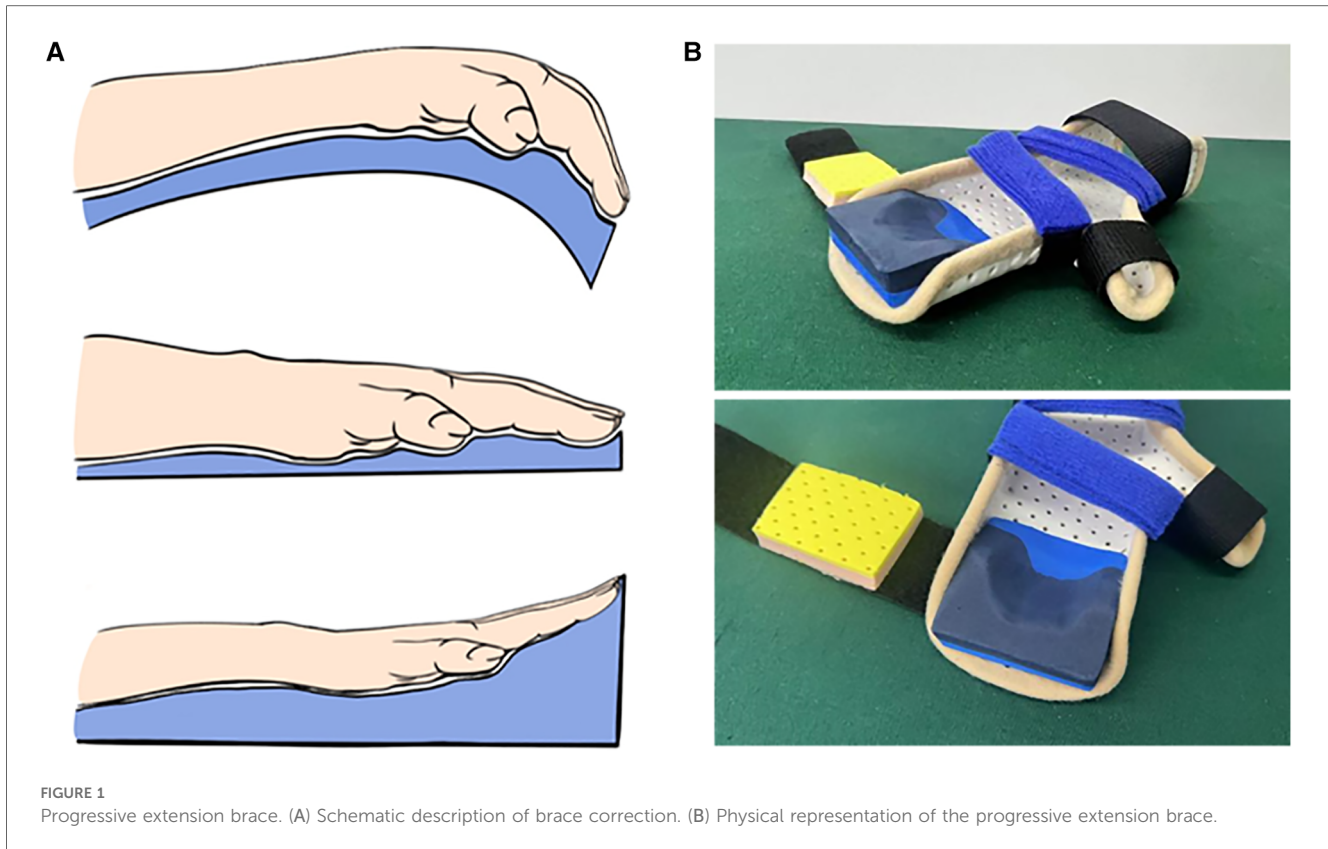 A
B
FIGURE 1
Progressive extension brace. (A) Schematic description of brace correction. (B) Physical representation of the progressive extension brace.